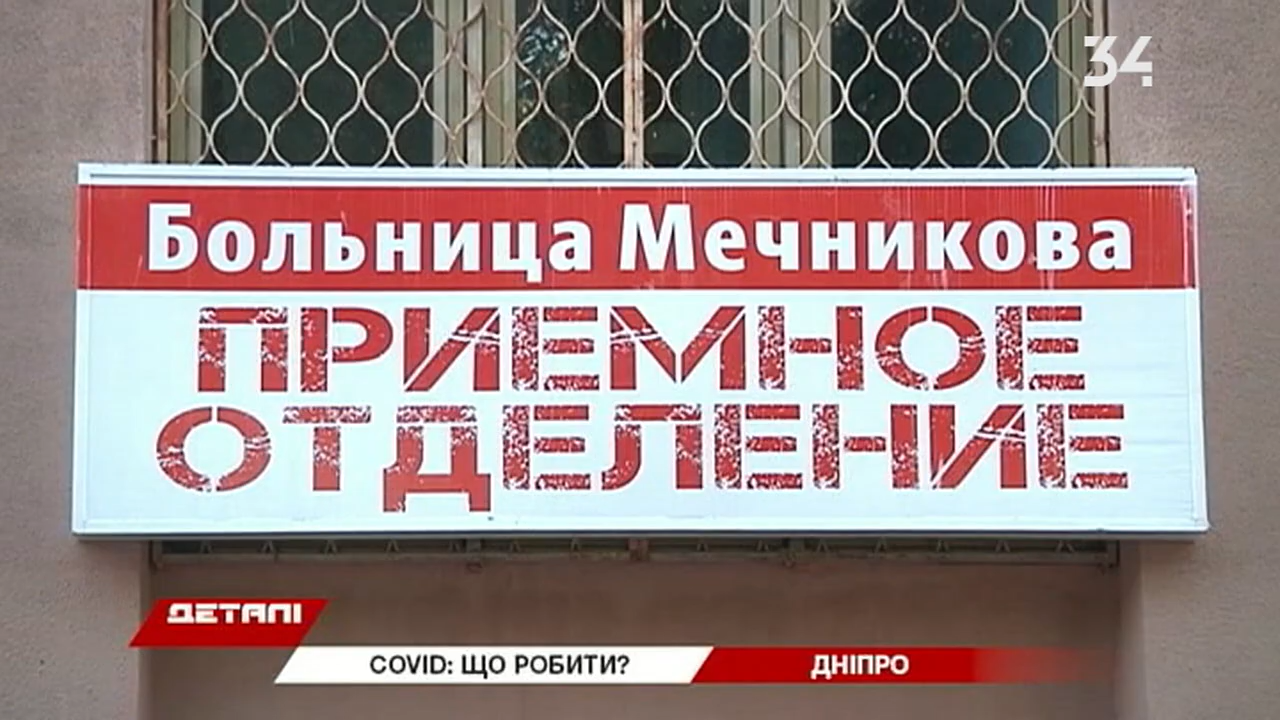 34
Больница Мечникова
ПРИЕМНОЕ
ОТДЕЛЕНИЕ
ДЕТАЛІ
COVID: ЩО РОБИТИ?
ДНІПРО